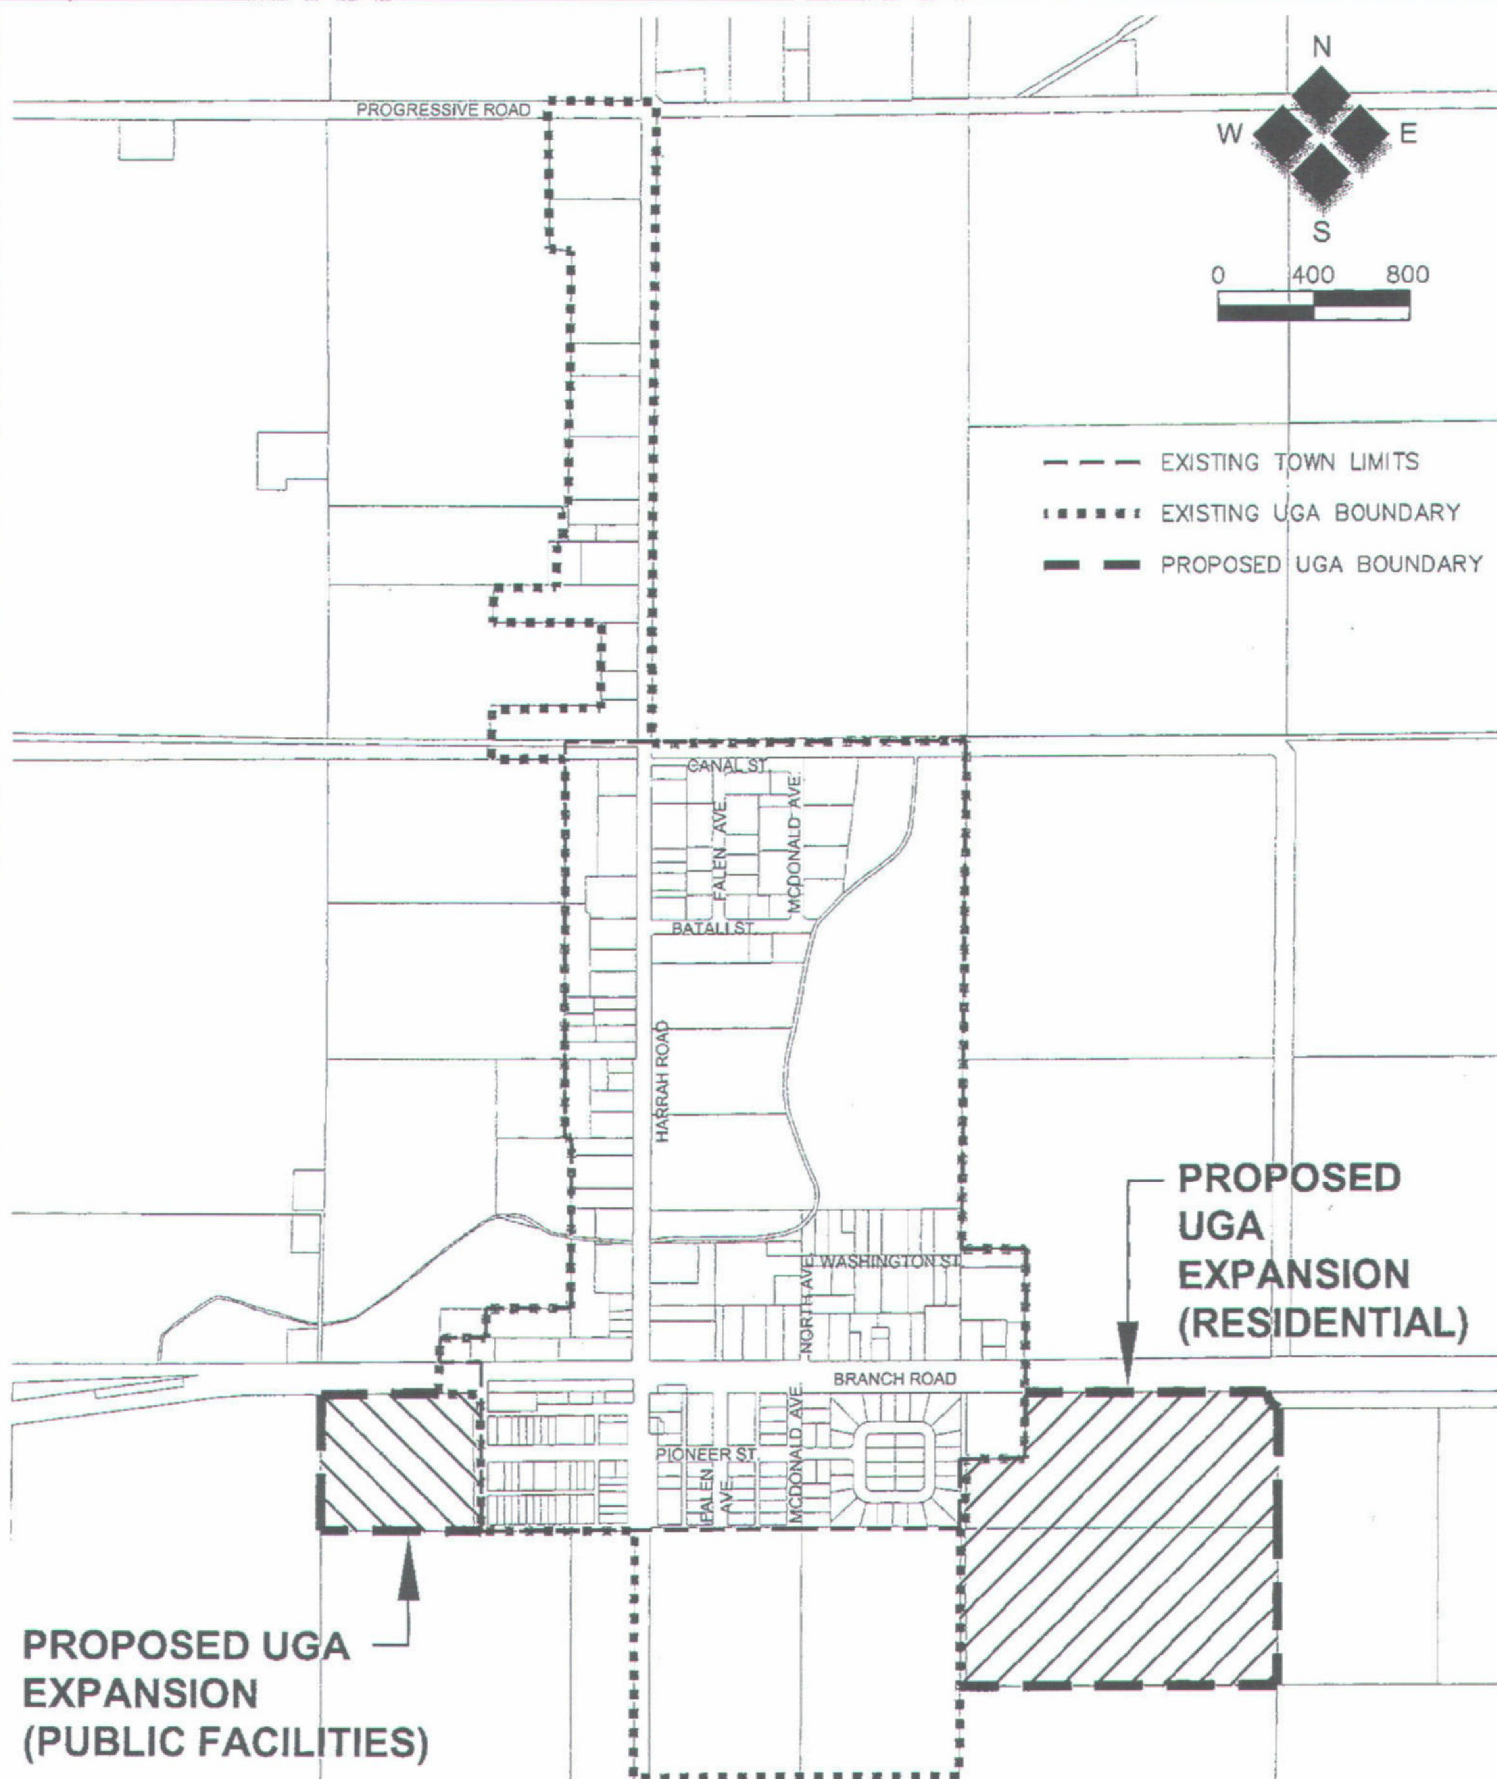 N
PROGRESSIVE ROAD
W
E
S
0 400 800
EXISTING TOWN LIMITS
EXISTING UGA BOUNDARY
PROPOSED UGA BOUNDARY
CANAL ST.
FALEN AVE.
MCDONALD AVE.
BATALI ST.
HARRAH ROAD
PROPOSED
UGA
EXPANSION
(RESIDENTIAL)
WASHINGTON ST.
NORTH AVE.
BRANCH ROAD
PIONEER ST.
FALEN
AVE.
MCDONALD AVE
PROPOSED UGA
EXPANSION
(PUBLIC FACILITIES)